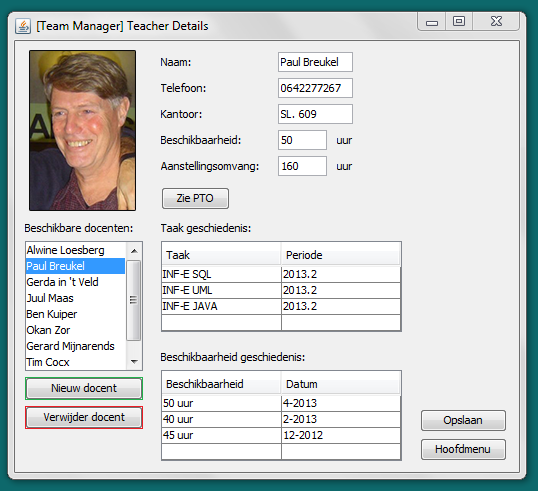 [Team Manager] Teacher Details
Naam: Paul Breukel
Telefoon: 0642277267
Kantoor: SL. 609
Beschikbaarheid: 50 uur
Aanstellingsomvang: 160 uur
Zie PTO
Beschikbare docenten:
Alwine Loesberg
Paul Breukel
Gerda in 't Veld
Juul Maas
Ben Kuiper
Okan Zor
Gerard Mijnarends
Tim Cocx
Nieuw docent
Verwijder docent
Taak geschiedenis:
Taak Periode
INF-E SQL 2013.2
INF-E UML 2013.2
INF-E JAVA 2013.2
Beschikbaarheid geschiedenis:
Beschikbaarheid Datum
50 uur 4-2013
40 uur 2-2013
45 uur 12-2012
Opslaan
Hoofdmenu